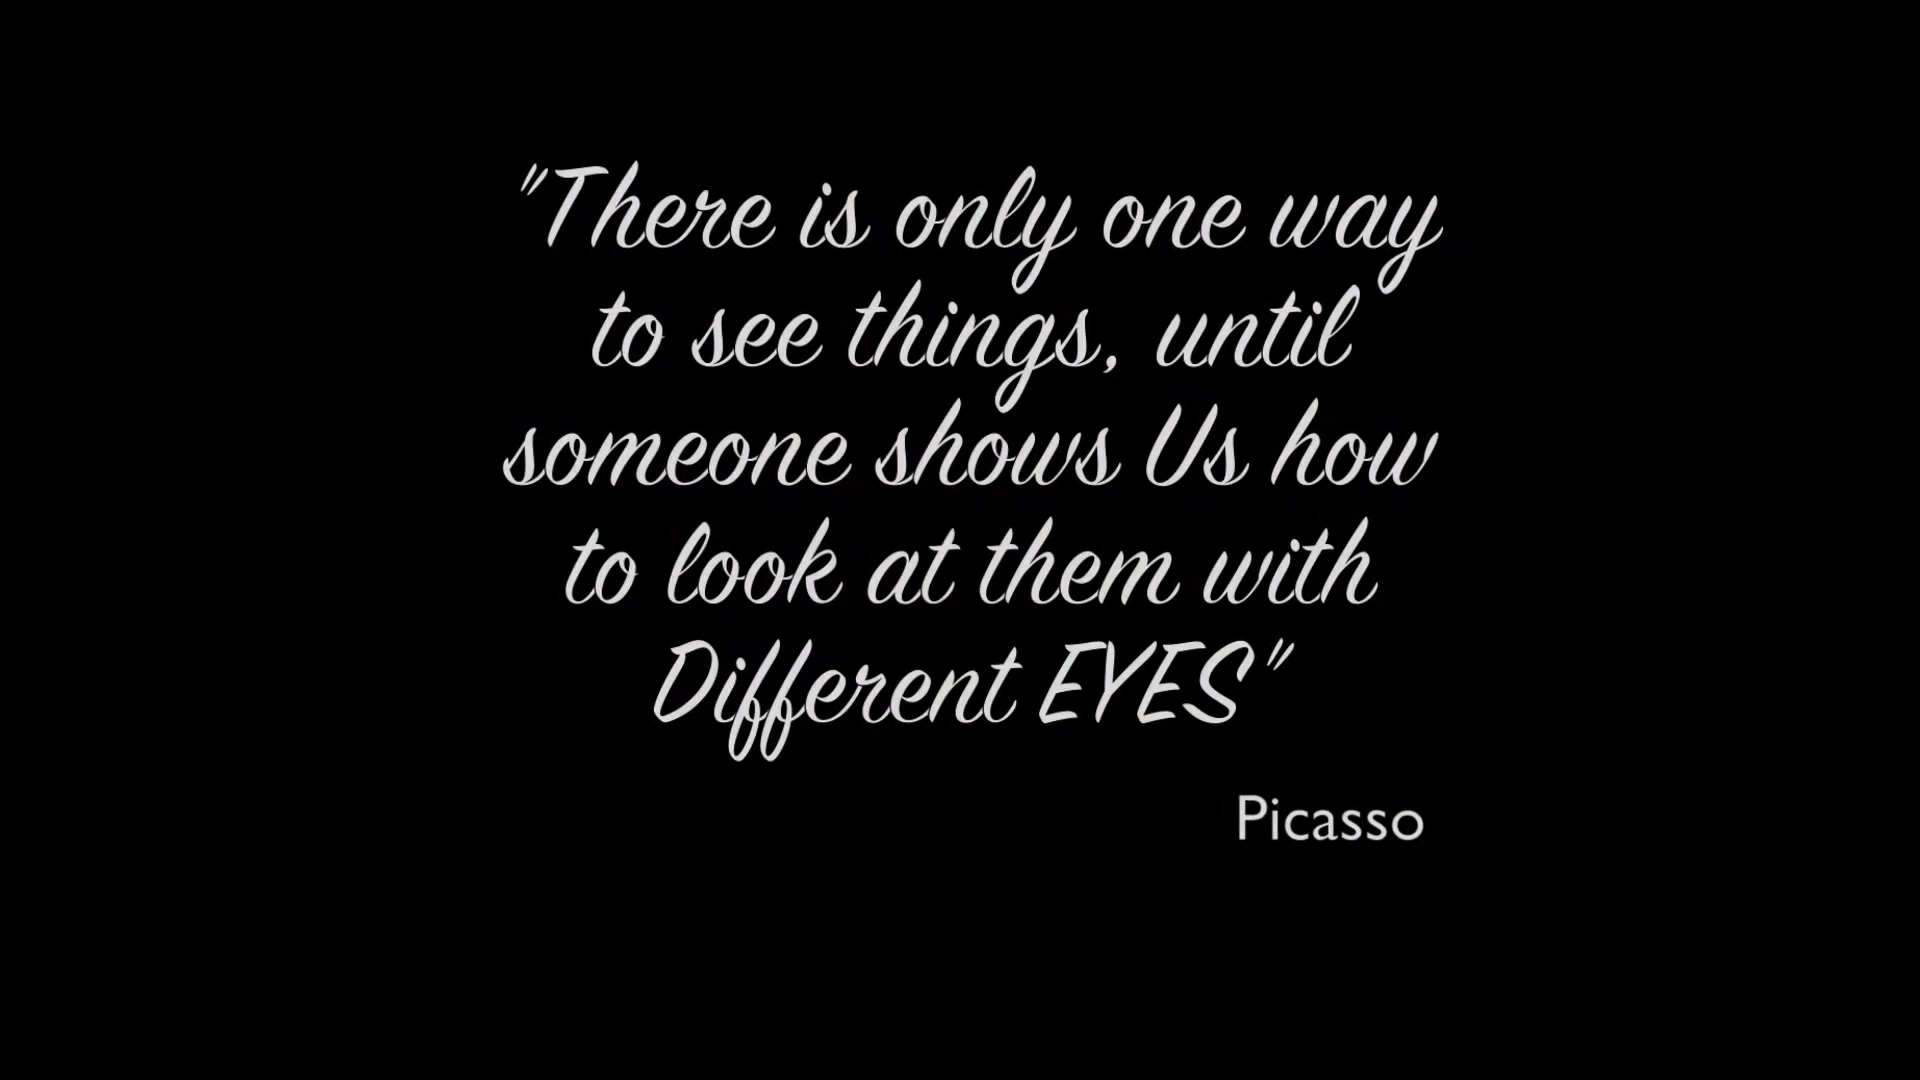 "There is only one way
to see things, until
someone shows Us how
to look at them with
Different EYES"
Picasso